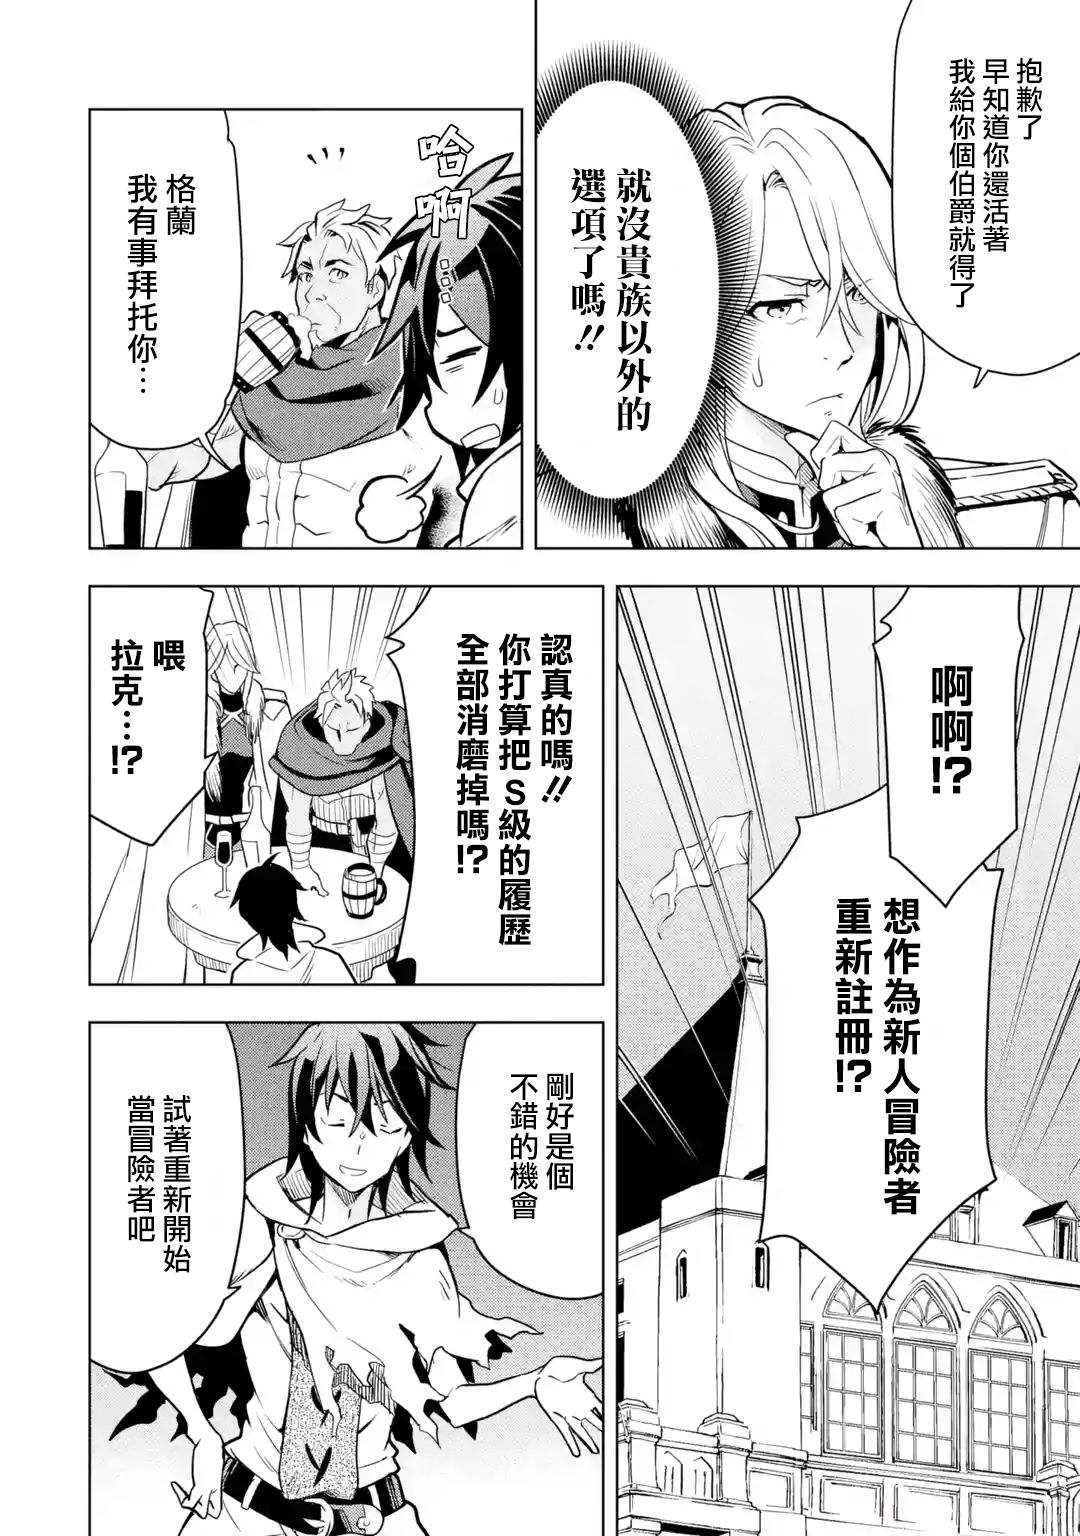 抱歉了
早知道你還活著
我給你個伯爵就得了
就沒貴族以外的
選項了嗎!!
哈啊
…
格蘭
我有事拜托你…
啊啊!?
想作為新人冒險者
重新註冊!?
認真的嗎!!
你打算把S級的履歷
全部消磨掉嗎!?
喂
拉克…!?
剛好是個
不錯的機會
試著重新開始
當冒險者吧